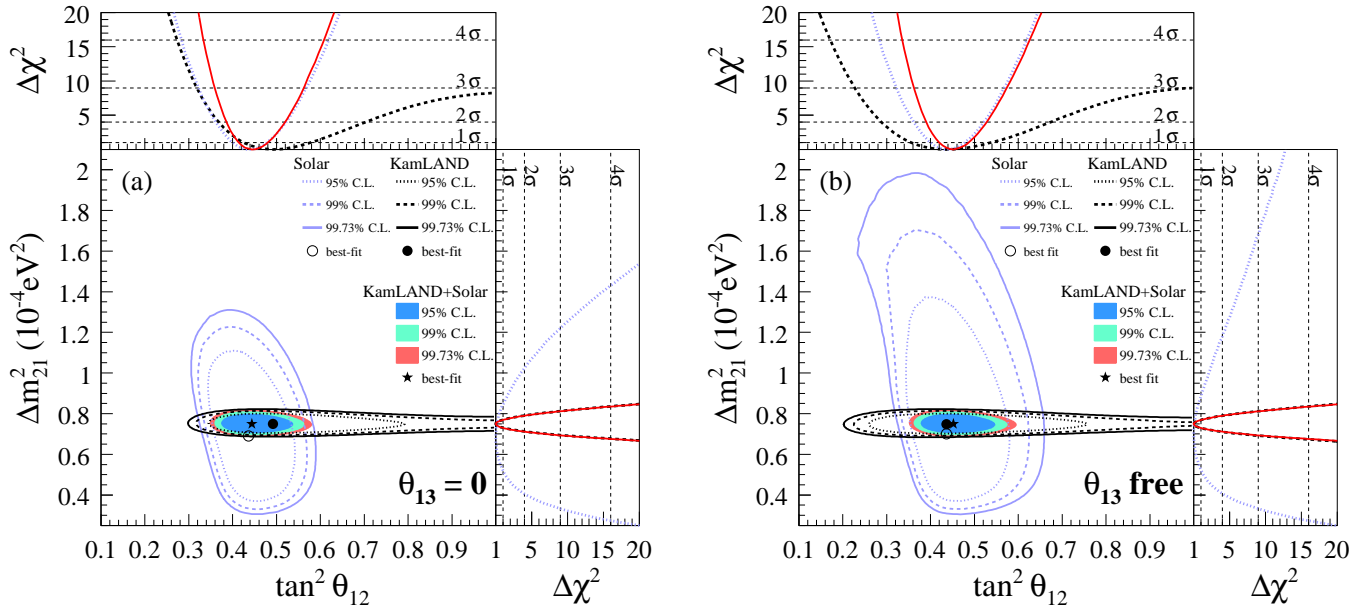 20
15
10
5
Δχ²
4σ
3σ
2σ
1σ
(a)
Solar KamLAND
95% C.L. 95% C.L.
99% C.L. 99% C.L.
99.73% C.L. 99.73% C.L.
best-fit best-fit
KamLAND+Solar
95% C.L.
99% C.L.
99.73% C.L.
best-fit
θ₁₃ = 0
1σ 2σ 3σ 4σ
2
1.8
1.6
1.4
1.2
1
0.8
0.6
0.4
Δm²₂₁ (10⁻⁴eV²)
0.1 0.2 0.3 0.4 0.5 0.6 0.7 0.8 0.9 1 5 10 15 20
tan² θ₁₂ Δχ²
20
15
10
5
Δχ²
4σ
3σ
2σ
1σ
(b)
Solar KamLAND
95% C.L. 95% C.L.
99% C.L. 99% C.L.
99.73% C.L. 99.73% C.L.
best fit best fit
KamLAND+Solar
95% C.L.
99% C.L.
99.73% C.L.
best fit
θ₁₃ free
1σ 2σ 3σ 4σ
2
1.8
1.6
1.4
1.2
1
0.8
0.6
0.4
Δm²₂₁ (10⁻⁴eV²)
0.1 0.2 0.3 0.4 0.5 0.6 0.7 0.8 0.9 1 5 10 15 20
tan² θ₁₂ Δχ²